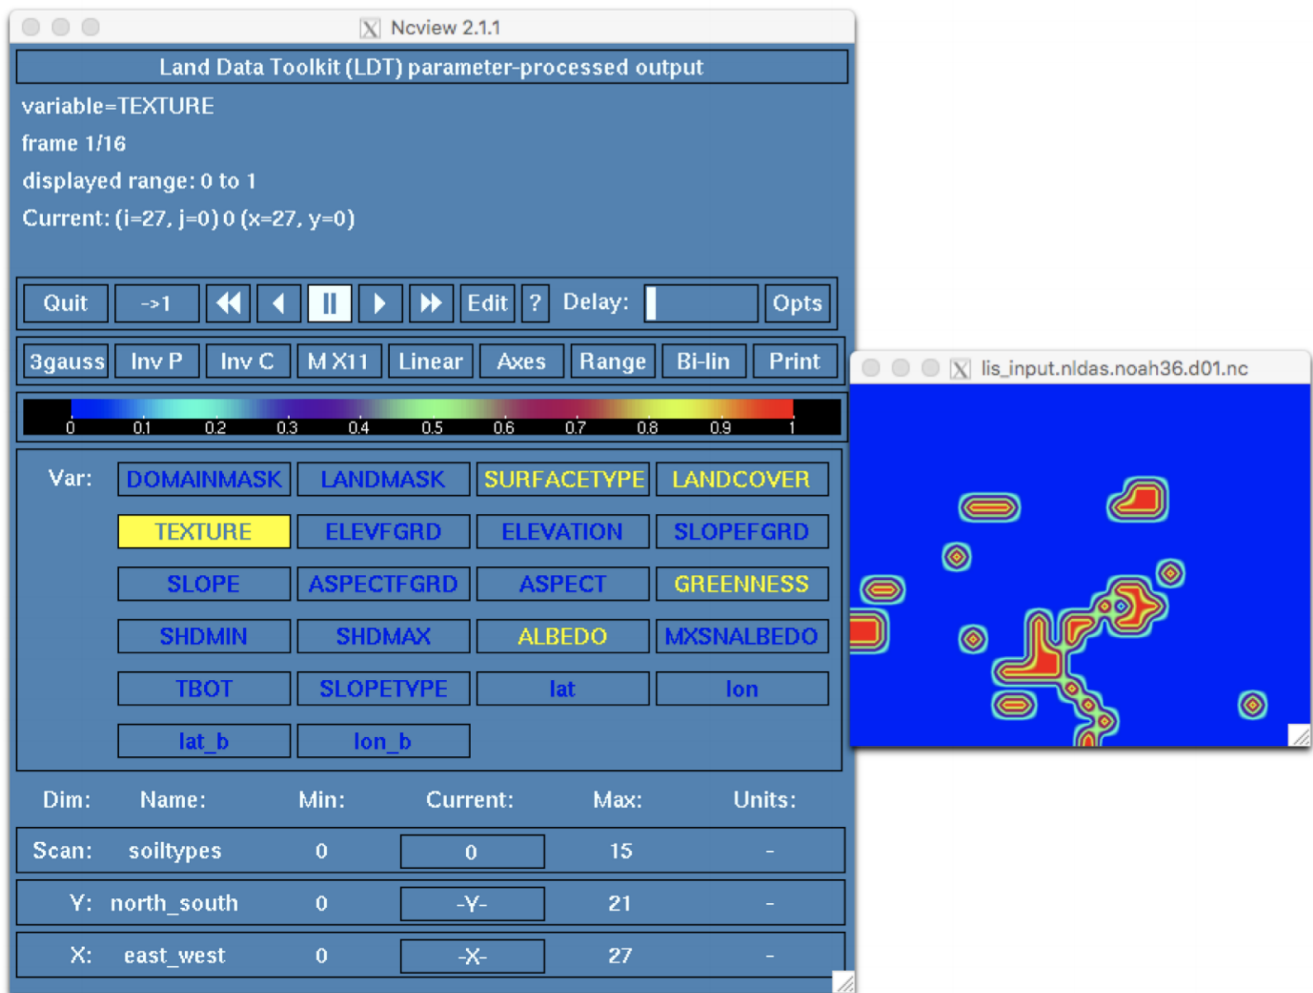 Ncview 2.1.1
Land Data Toolkit (LDT) parameter-processed output
variable=TEXTURE
frame 1/16
displayed range: 0 to 1
Current: (i=27, j=0) 0 (x=27, y=0)
Quit ->1 Edit ? Delay: Opts
3gauss Inv P Inv C M X11 Linear Axes Range Bi-lin Print
0 0.1 0.2 0.3 0.4 0.5 0.6 0.7 0.8 0.9 1
Var: DOMAINMASK LANDMASK SURFACETYPE LANDCOVER
TEXTURE ELEVFGRD ELEVATION SLOPEFGRD
SLOPE ASPECTFGRD ASPECT GREENNESS
SHDMIN SHDMAX ALBEDO MXSNALBEDO
TBOT SLOPETYPE lat lon
lat_b lon_b
Dim: Name: Min: Current: Max: Units:
Scan: soiltypes 0 0 15 -
Y: north_south 0 -Y- 21 -
X: east_west 0 -X- 27 -
lis_input.nldas.noah36.d01.nc